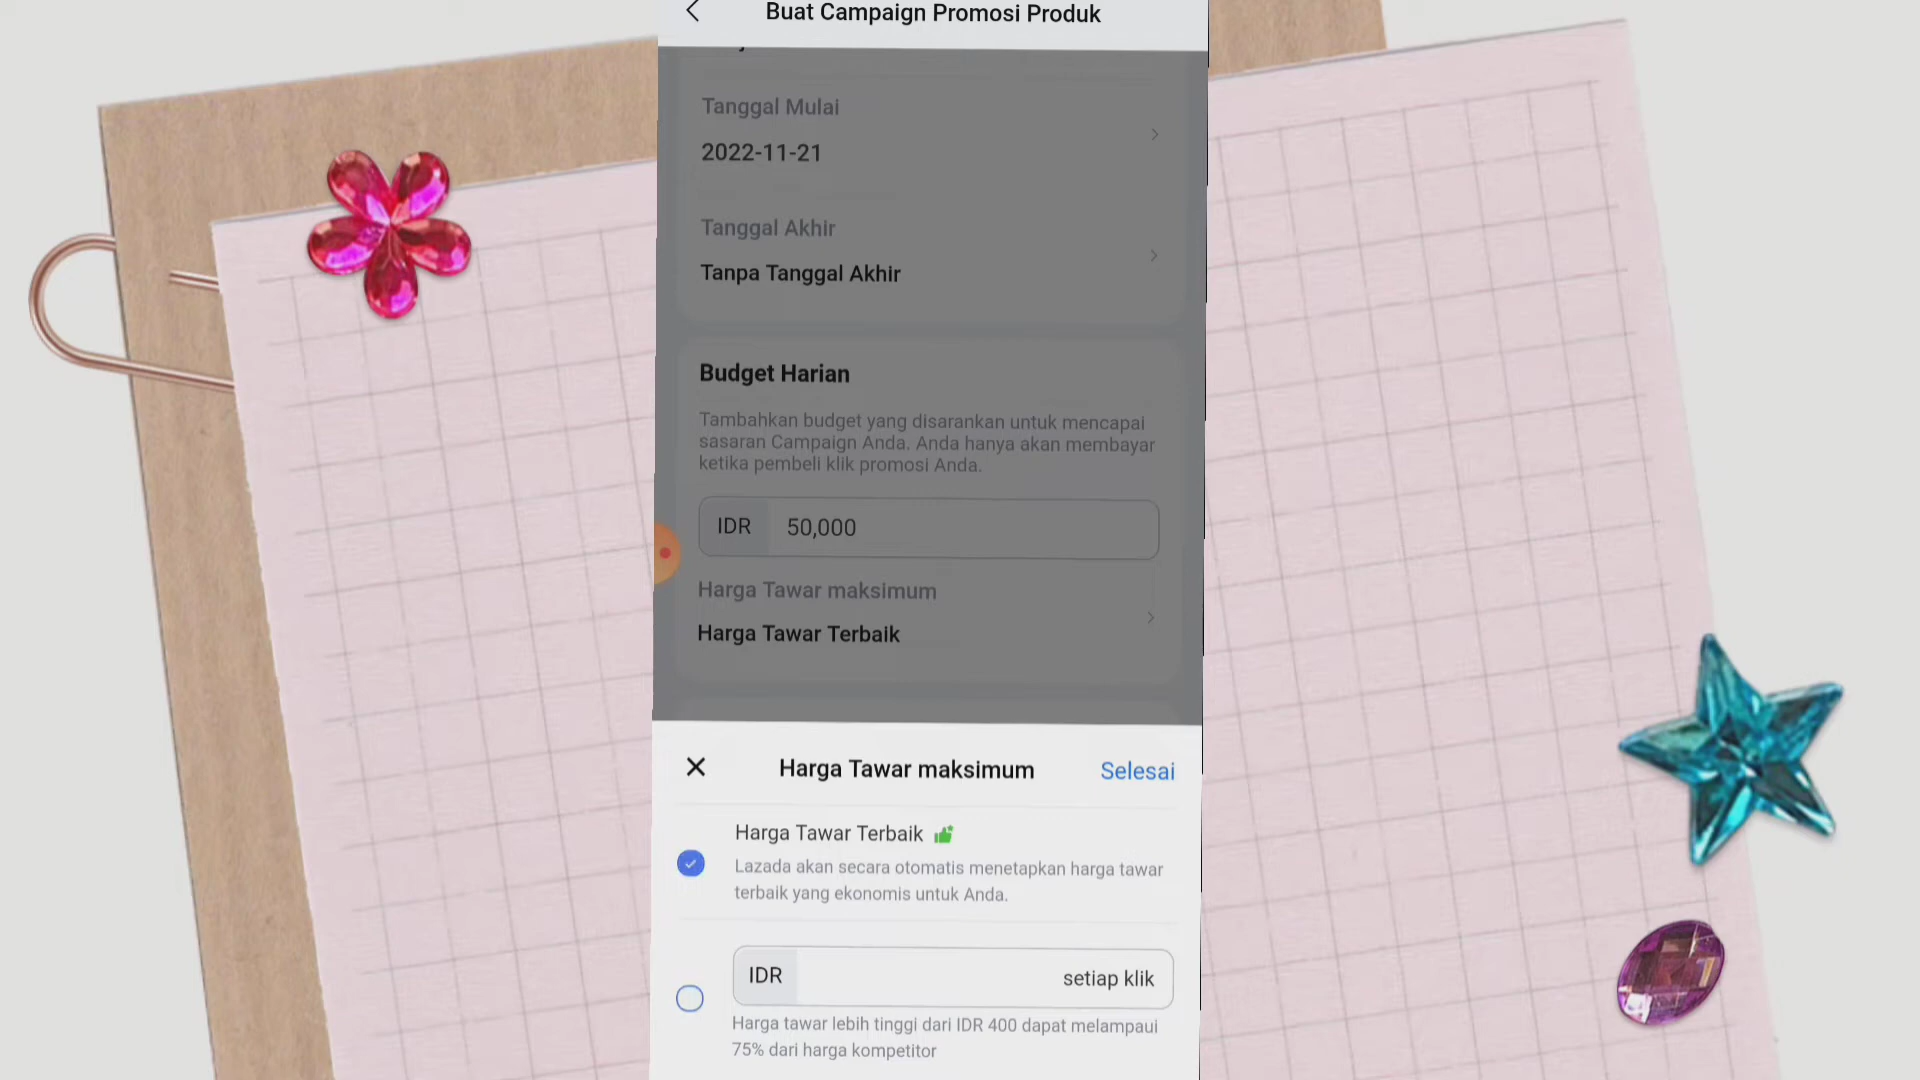 Buat Campaign Promosi Produk
Tanggal Mulai
2022-11-21
Tanggal Akhir
Tanpa Tanggal Akhir
Budget Harian
Tambahkan budget yang disarankan untuk mencapai
sasaran Campaign Anda. Anda hanya akan membayar
ketika pembeli klik promosi Anda.
IDR 50,000
Harga Tawar maksimum
Harga Tawar Terbaik
Harga Tawar maksimum Selesai
Harga Tawar Terbaik
Lazada akan secara otomatis menetapkan harga tawar
terbaik yang ekonomis untuk Anda.
IDR setiap klik
Harga tawar lebih tinggi dari IDR 400 dapat melampaui
75% dari harga kompetitor